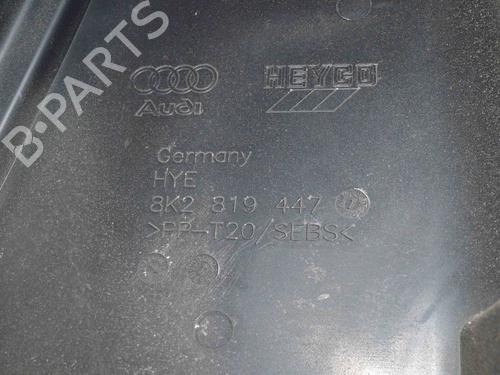 B-PARTS
Audi HEYCO
Germany
HYE
8K2 819 447
>PP-T20/SEBS<